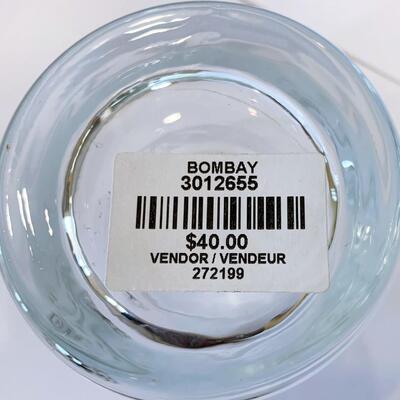 BOMBAY
3012655
$40.00
VENDOR / VENDEUR
272199